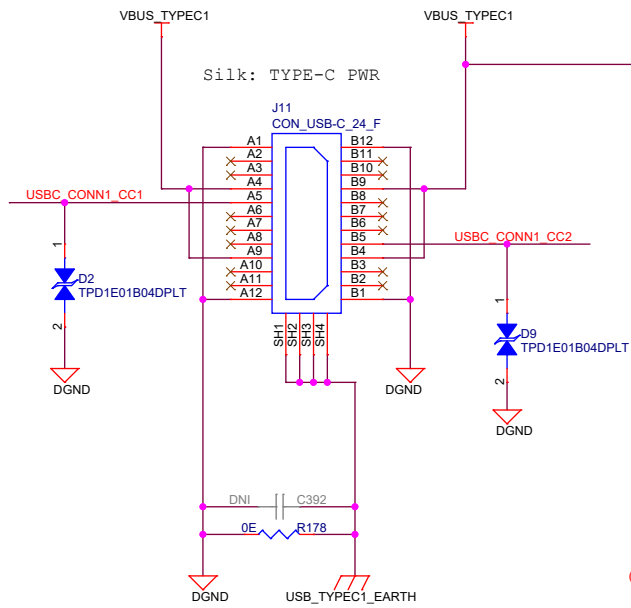 VBUS_TYPEC1
VBUS_TYPEC1
Silk: TYPE-C PWR
J11
CON_USB-C_24_F
A1
B12
A2
B11
A3
B10
A4
B9
USBC_CONN1_CC1
A5
B8
A6
B7
A7
B6
A8
B5
USBC_CONN1_CC2
A9
B4
A10
B3
A11
B2
A12
B1
1
D2
TPD1E01B04DPLT
2
DGND
SH1
SH2
SH3
SH4
1
D9
TPD1E01B04DPLT
2
DGND
DGND
DNI
C392
0E
R178
DGND
USB_TYPEC1_EARTH